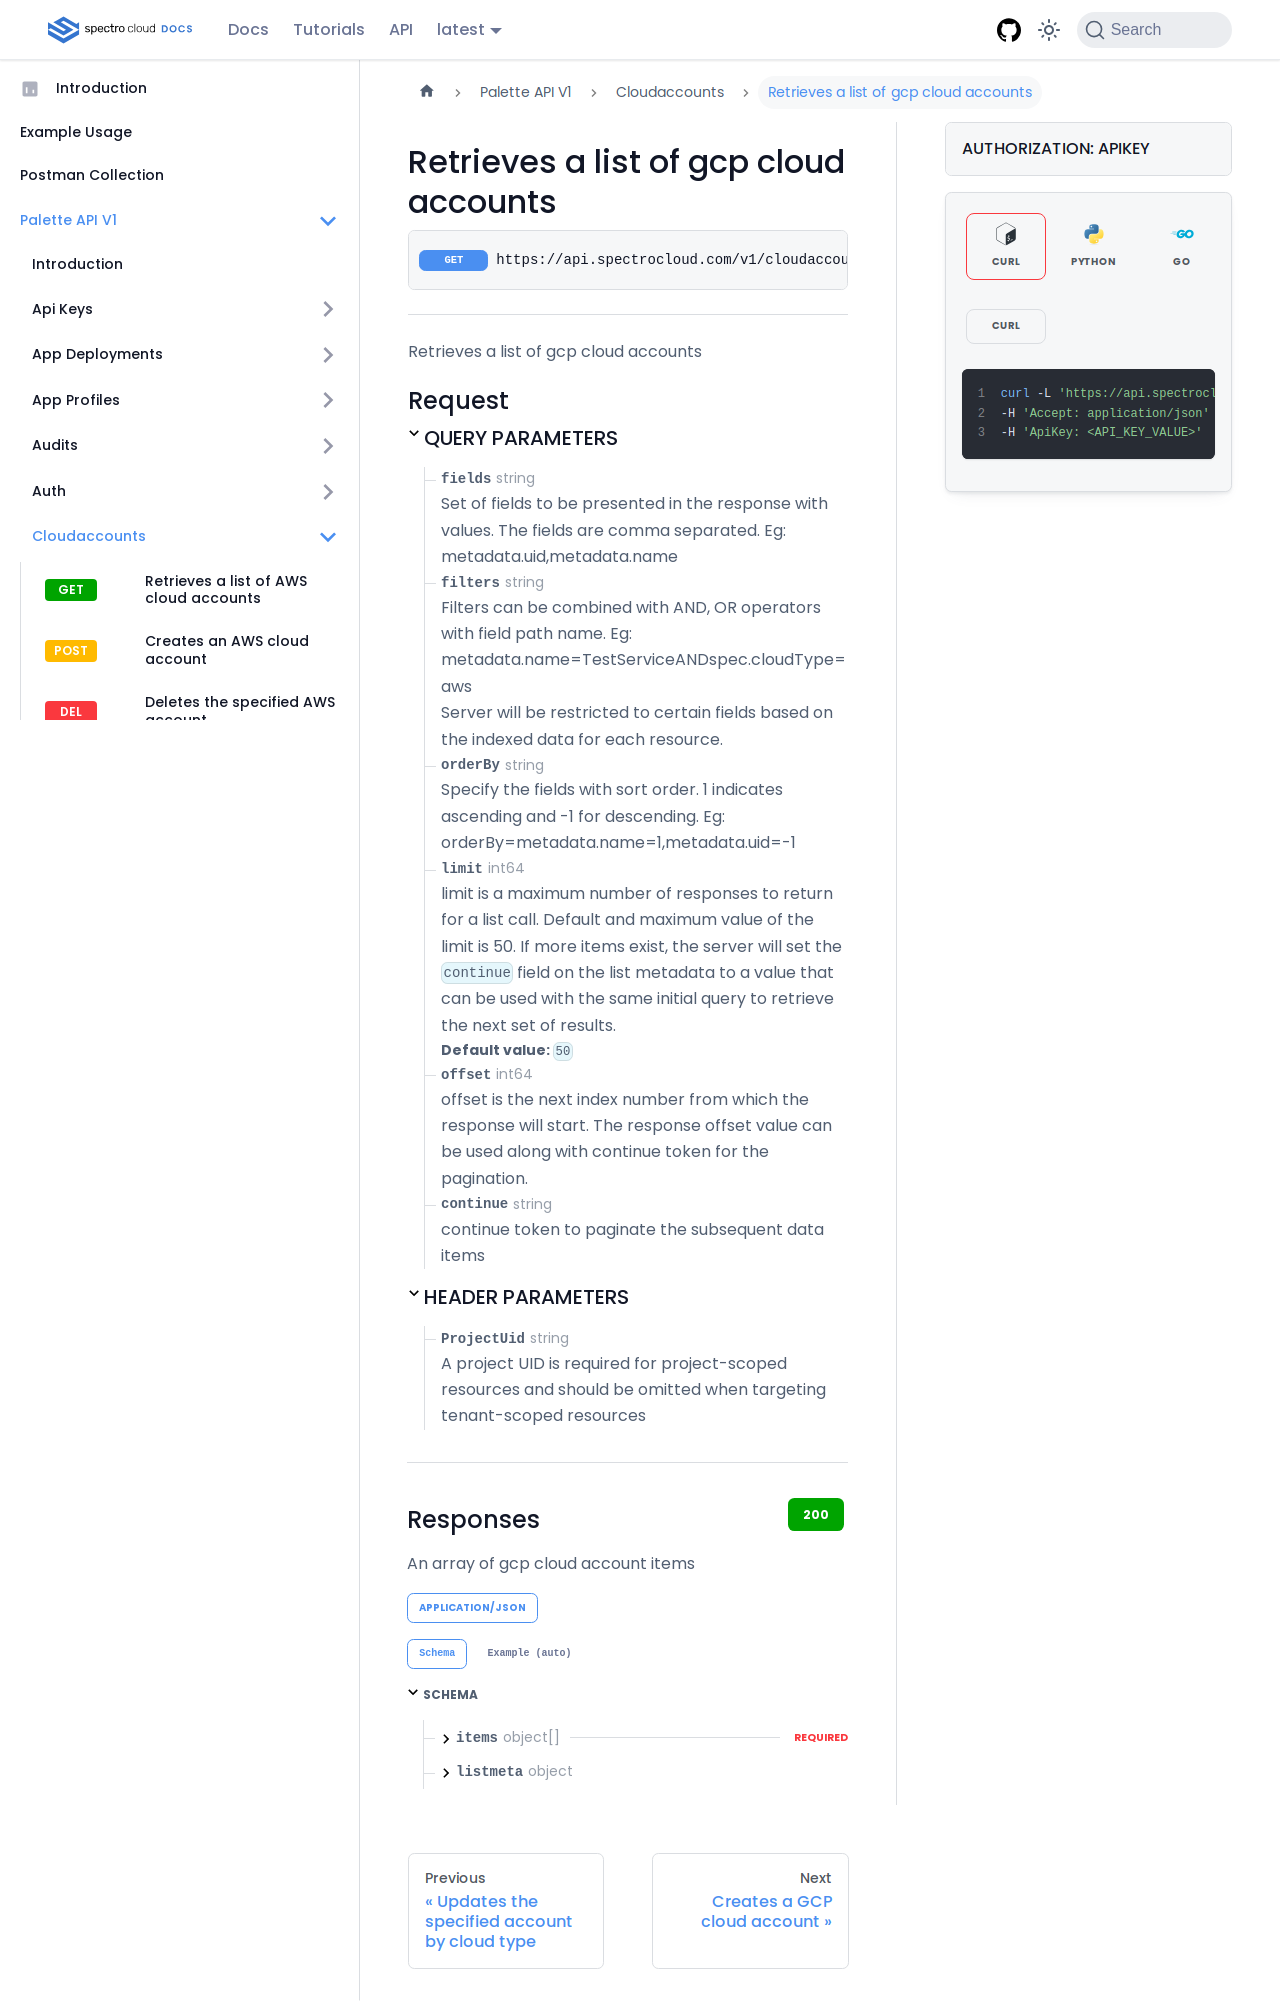 spectro cloud DOCS
Docs
Tutorials
API
latest
Search
Introduction
Example Usage
Postman Collection
Palette API V1
Introduction
Api Keys
App Deployments
App Profiles
Audits
Auth
Cloudaccounts
GET
Retrieves a list of AWS
cloud accounts
POST
Creates an AWS cloud
account
DEL
Deletes the specified AWS
account
Palette API V1
Cloudaccounts
Retrieves a list of gcp cloud accounts
Retrieves a list of gcp cloud
accounts
GET https://api.spectrocloud.com/v1/cloudaccou
Retrieves a list of gcp cloud accounts
Request
QUERY PARAMETERS
fields string
Set of fields to be presented in the response with
values. The fields are comma separated. Eg:
metadata.uid,metadata.name
filters string
Filters can be combined with AND, OR operators
with field path name. Eg:
metadata.name=TestServiceANDspec.cloudType=
aws
Server will be restricted to certain fields based on
the indexed data for each resource.
orderBy string
Specify the fields with sort order. 1 indicates
ascending and -1 for descending. Eg:
orderBy=metadata.name=1,metadata.uid=-1
limit int64
limit is a maximum number of responses to return
for a list call. Default and maximum value of the
limit is 50. If more items exist, the server will set the
continue field on the list metadata to a value that
can be used with the same initial query to retrieve
the next set of results.
Default value: 50
offset int64
offset is the next index number from which the
response will start. The response offset value can
be used along with continue token for the
pagination.
continue string
continue token to paginate the subsequent data
items
HEADER PARAMETERS
ProjectUid string
A project UID is required for project-scoped
resources and should be omitted when targeting
tenant-scoped resources
Responses
200
An array of gcp cloud account items
APPLICATION/JSON
Schema
Example (auto)
SCHEMA
items object[]
REQUIRED
listmeta object
Previous
« Updates the
specified account
by cloud type
Next
Creates a GCP
cloud account »
AUTHORIZATION: APIKEY
CURL
PYTHON
GO
CURL
1 curl -L 'https://api.spectrocl
2 -H 'Accept: application/json'
3 -H 'ApiKey: <API_KEY_VALUE>'